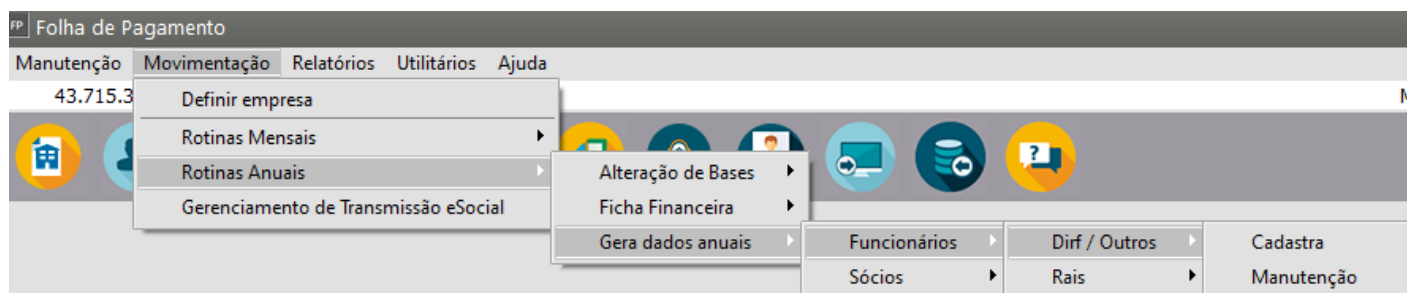 FP Folha de Pagamento
Manutenção Movimentação Relatórios Utilitários Ajuda
43.715.3
Definir empresa
Rotinas Mensais
Rotinas Anuais
Alteração de Bases
Gerenciamento de Transmissão eSocial
Ficha Financeira
Gera dados anuais
Funcionários
Dirf / Outros
Cadastra
Sócios
Rais
Manutenção